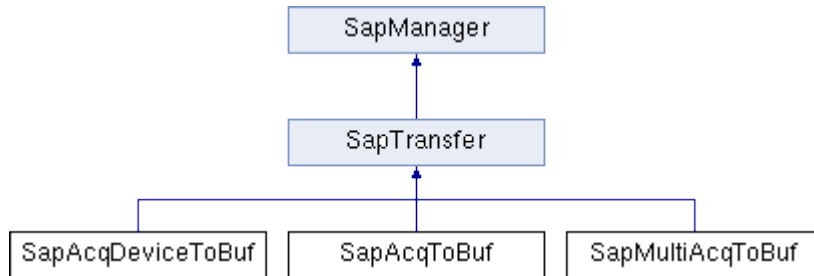 SapManager
SapTransfer
SapAcqDeviceToBuf
SapAcqToBuf
SapMultiAcqToBuf